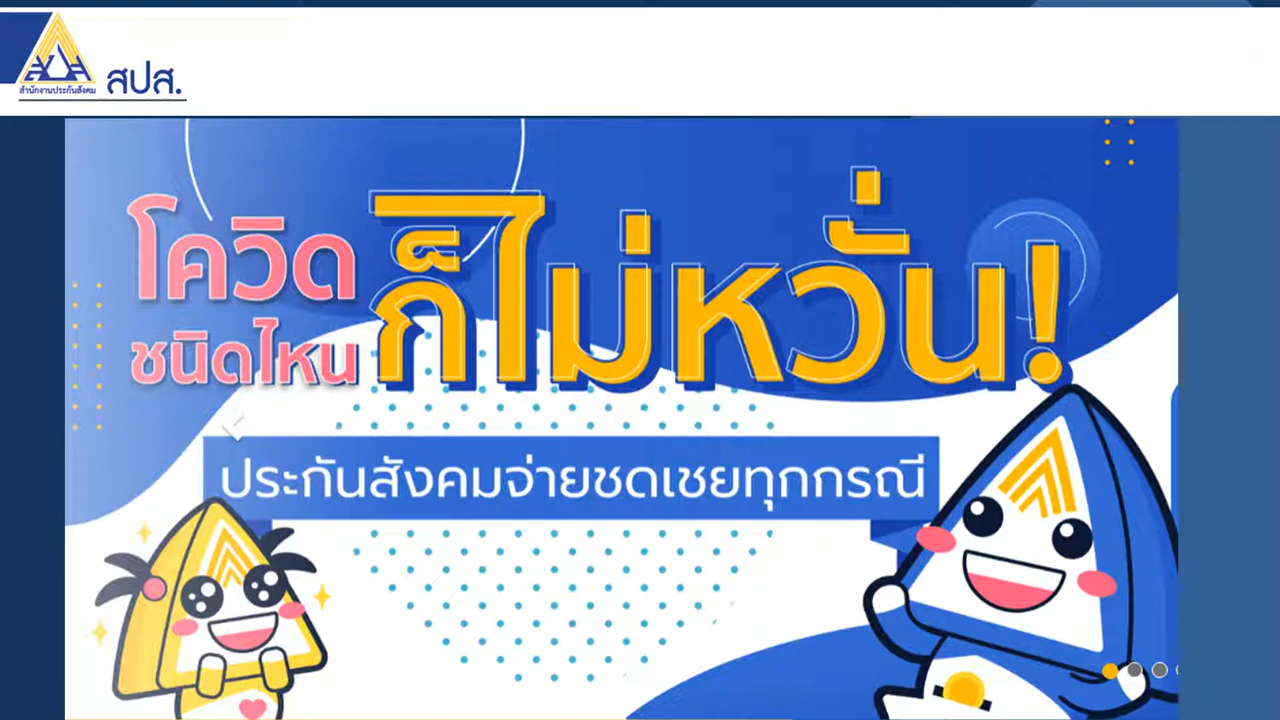 สำนักงานประกันสังคม
สปส.
โควิด
ชนิดไหน
ก็ไม่หวั่น!
ประกันสังคมจ่ายชดเชยทุกกรณี